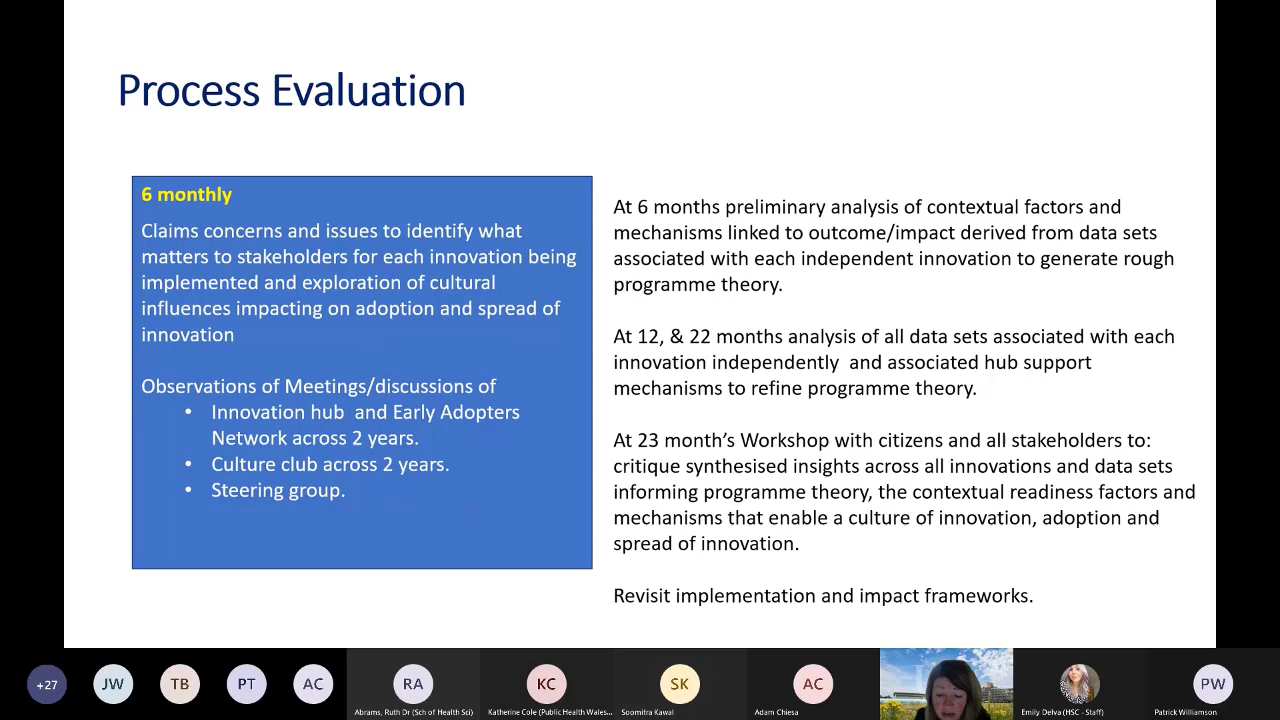 Process Evaluation
6 monthly
Claims concerns and issues to identify what
matters to stakeholders for each innovation being
implemented and exploration of cultural
influences impacting on adoption and spread of
innovation
Observations of Meetings/discussions of
• Innovation hub and Early Adopters
Network across 2 years.
• Culture club across 2 years.
• Steering group.
At 6 months preliminary analysis of contextual factors and
mechanisms linked to outcome/impact derived from data sets
associated with each independent innovation to generate rough
programme theory.
At 12, & 22 months analysis of all data sets associated with each
innovation independently and associated hub support
mechanisms to refine programme theory.
At 23 month's Workshop with citizens and all stakeholders to:
critique synthesised insights across all innovations and data sets
informing programme theory, the contextual readiness factors and
mechanisms that enable a culture of innovation, adoption and
spread of innovation.
Revisit implementation and impact frameworks.
+27
JW
TB
PT
AC
RA
KC
SK
AC
PW
Abrams, Ruth Dr (Sch of Health Sci)
Katherine Cole (Public Health Wales...
Soomitra Kawal
Adam Chiesa
Emily Delva (HSC - Staff)
Patrick Williamson